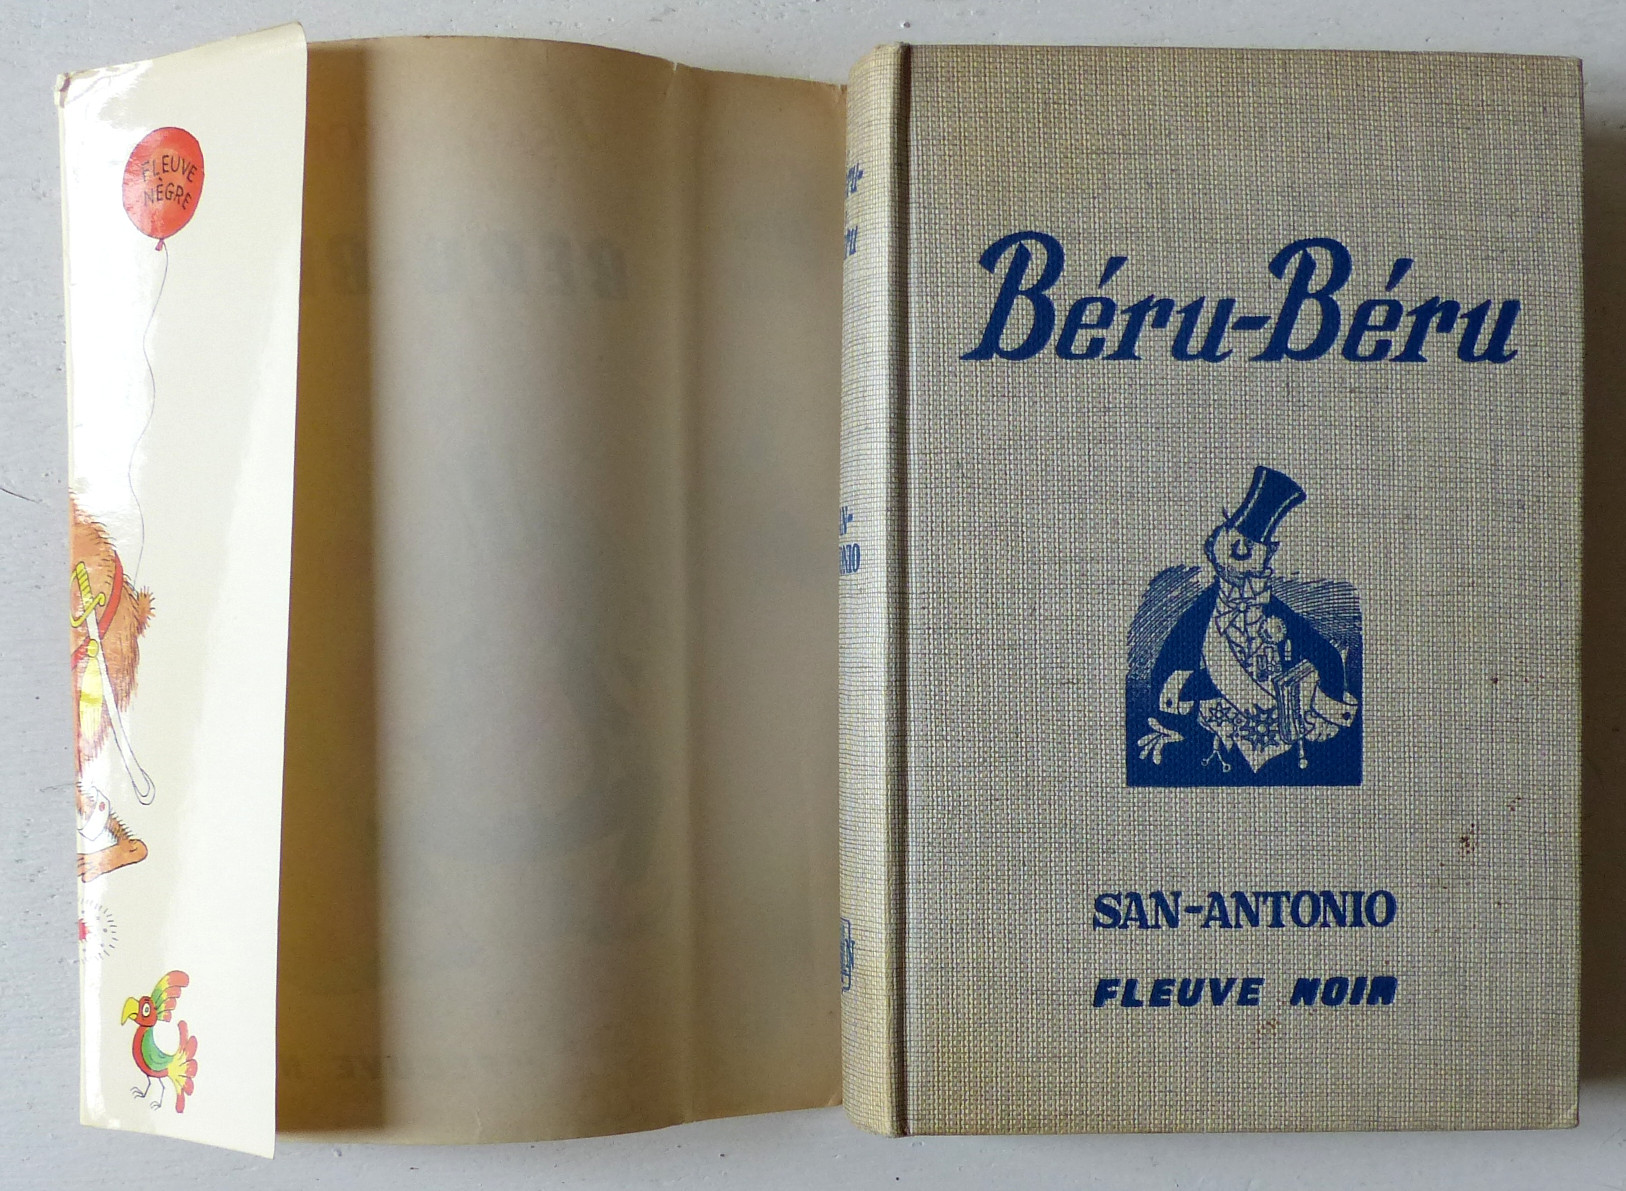 FLEUVE
NÈGRE
Béru-Béru
SAN-ANTONIO
FLEUVE NOIR